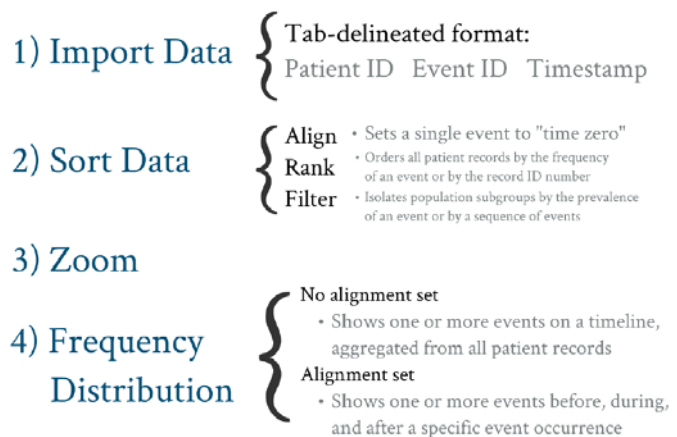 1) Import Data
Tab-delineated format:
Patient ID Event ID Timestamp
2) Sort Data
Align • Sets a single event to "time zero"
Rank • Orders all patient records by the frequency
of an event or by the record ID number
Filter • Isolates population subgroups by the prevalence
of an event or by a sequence of events
3) Zoom
4) Frequency
Distribution
No alignment set
• Shows one or more events on a timeline,
aggregated from all patient records
Alignment set
• Shows one or more events before, during,
and after a specific event occurrence